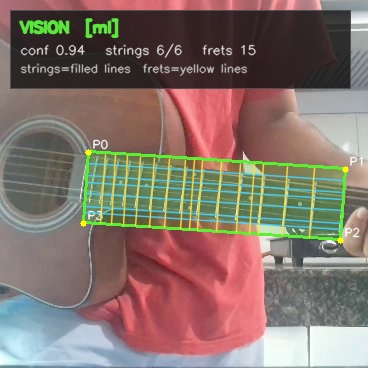 VISION [ml]
conf 0.94 strings 6/6 frets 15
strings=filled lines frets=yellow lines
P0
P1
P3
P2